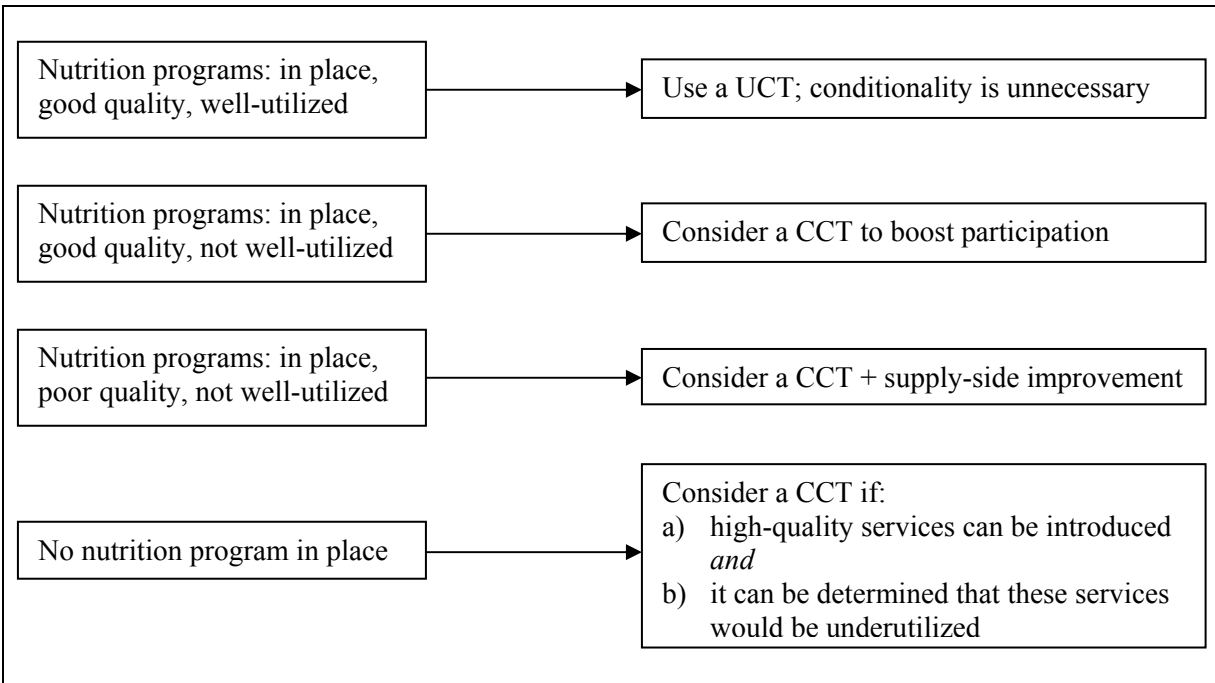 Nutrition programs: in place,
good quality, well-utilized
Use a UCT; conditionality is unnecessary
Nutrition programs: in place,
good quality, not well-utilized
Consider a CCT to boost participation
Nutrition programs: in place,
poor quality, not well-utilized
Consider a CCT + supply-side improvement
No nutrition program in place
Consider a CCT if:
a) high-quality services can be introduced
and
b) it can be determined that these services
would be underutilized